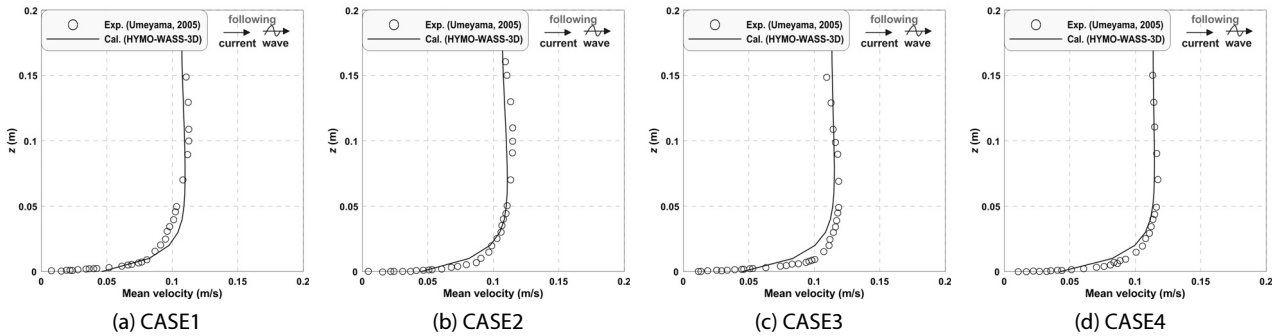 0.2
0.15
0.1
0.05
0
z (m)
Exp. (Umeyama, 2005)
Cal. (HYMO-WASS-3D)
following
current wave
0 0.05 0.1 0.15 0.2
Mean velocity (m/s)
(a) CASE1
0.2
0.15
0.1
0.05
0
z (m)
Exp. (Umeyama, 2005)
Cal. (HYMO-WASS-3D)
following
current wave
0 0.05 0.1 0.15 0.2
Mean velocity (m/s)
(b) CASE2
0.2
0.15
0.1
0.05
0
z (m)
Exp. (Umeyama, 2005)
Cal. (HYMO-WASS-3D)
following
current wave
0 0.05 0.1 0.15 0.2
Mean velocity (m/s)
(c) CASE3
0.2
0.15
0.1
0.05
0
z (m)
Exp. (Umeyama, 2005)
Cal. (HYMO-WASS-3D)
following
current wave
0 0.05 0.1 0.15 0.2
Mean velocity (m/s)
(d) CASE4